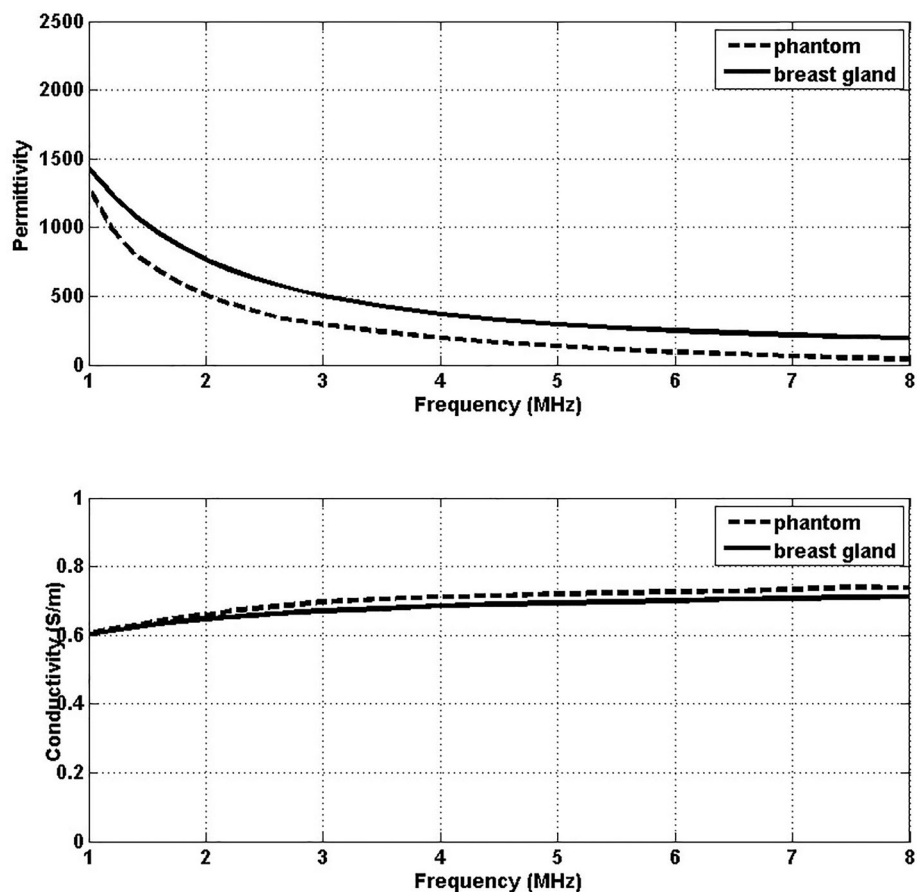 2500
2000
1500
1000
500
0
Permittivity
phantom
breast gland
1 2 3 4 5 6 7 8
Frequency (MHz)
1
0.8
0.6
0.4
0.2
0
Conductivity (S/m)
phantom
breast gland
1 2 3 4 5 6 7 8
Frequency (MHz)